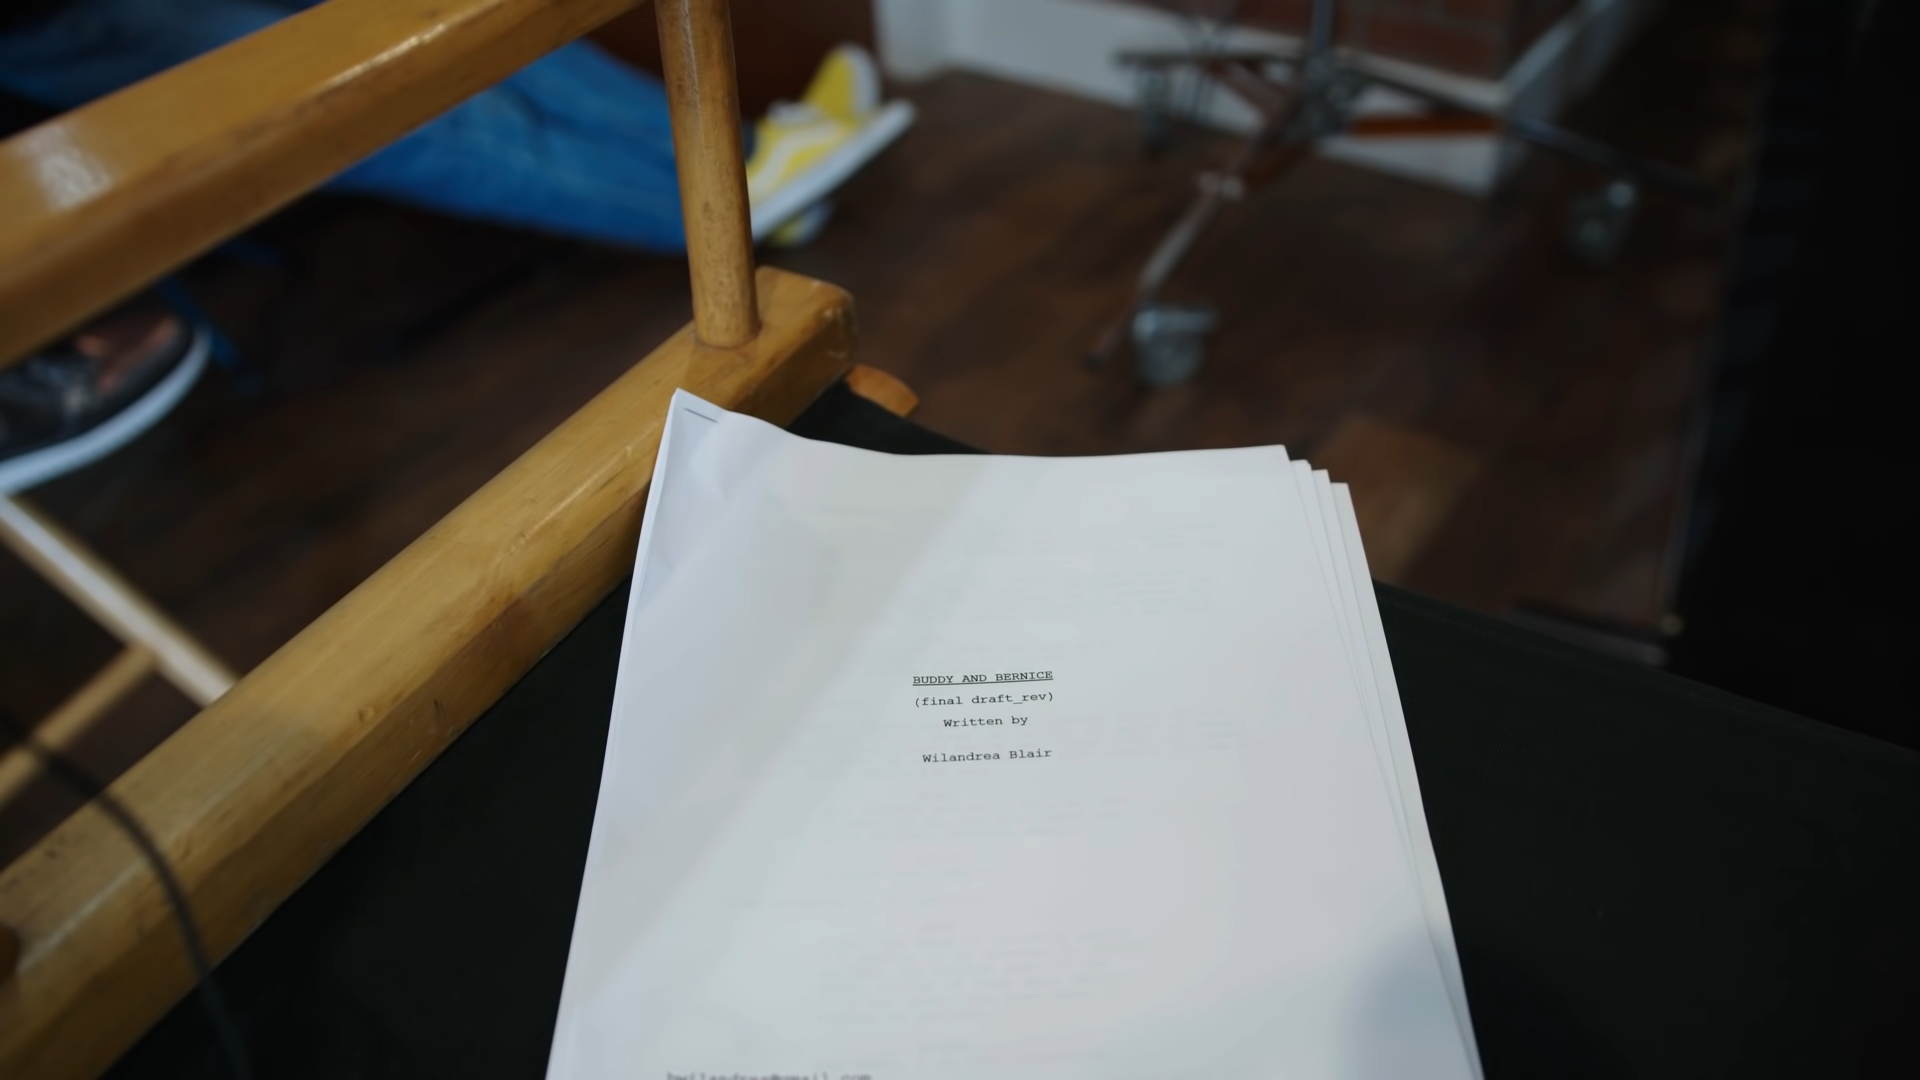 BUDDY AND BERNICE
(final draft_rev)
Written by
Wilandrea Blair